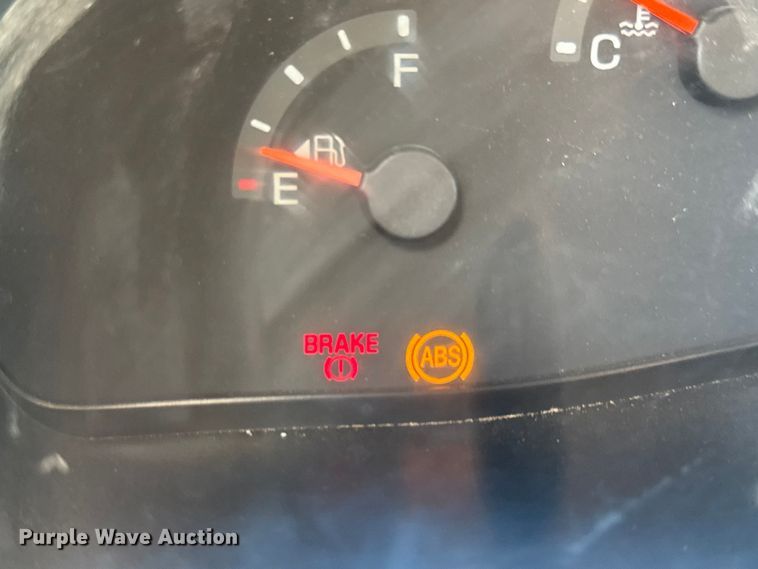 F
C
E
BRAKE
ABS
Purple Wave Auction